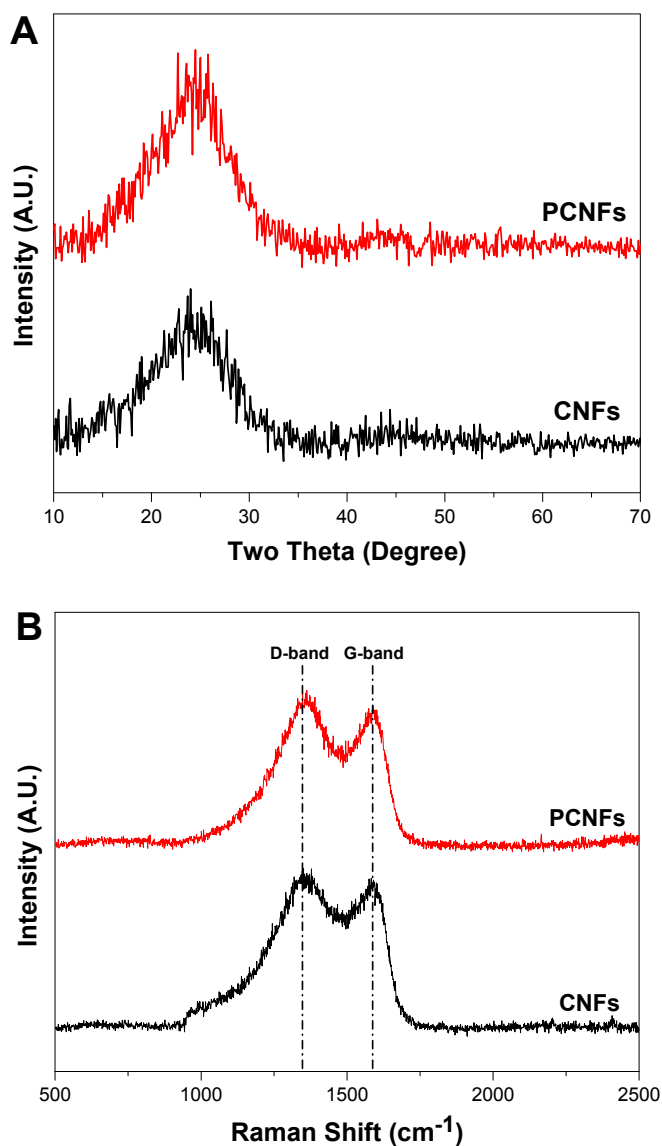 A
Intensity (A.U.)
PCNFs
CNFs
10 20 30 40 50 60 70
Two Theta (Degree)
B
Intensity (A.U.)
D-band G-band
PCNFs
CNFs
500 1000 1500 2000 2500
Raman Shift (cm⁻¹)